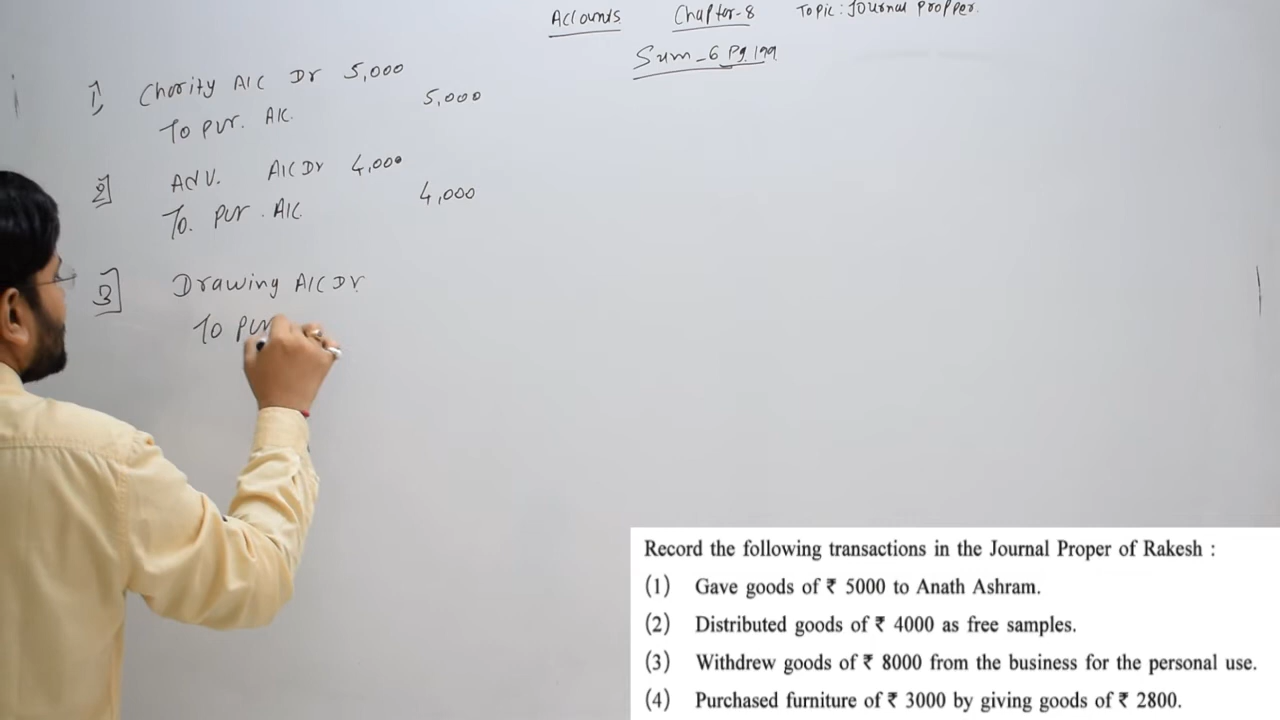 Accounts Chapter-8 Topic: Journal Propper.
Sum-6 Pg.179
1] Chority A/C Dr 5,000
To pur. A/C. 5,000
2] Adv. A/C Dr 4,000
To. pur. A/C. 4,000
3] Drawing A/C Dr.
To pur
Record the following transactions in the Journal Proper of Rakesh :
(1) Gave goods of ₹ 5000 to Anath Ashram.
(2) Distributed goods of ₹ 4000 as free samples.
(3) Withdrew goods of ₹ 8000 from the business for the personal use.
(4) Purchased furniture of ₹ 3000 by giving goods of ₹ 2800.